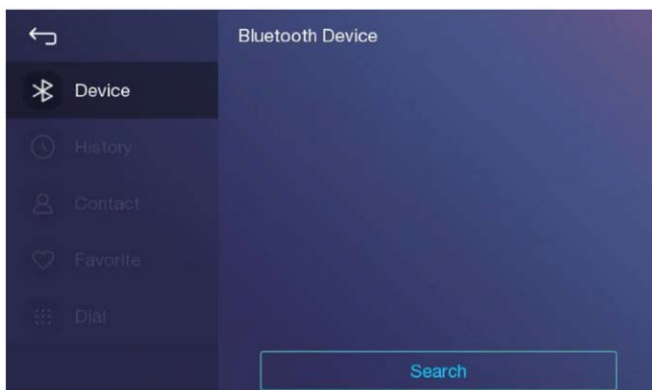 Bluetooth Device
Device
History
Contact
Favorite
Dial
Search